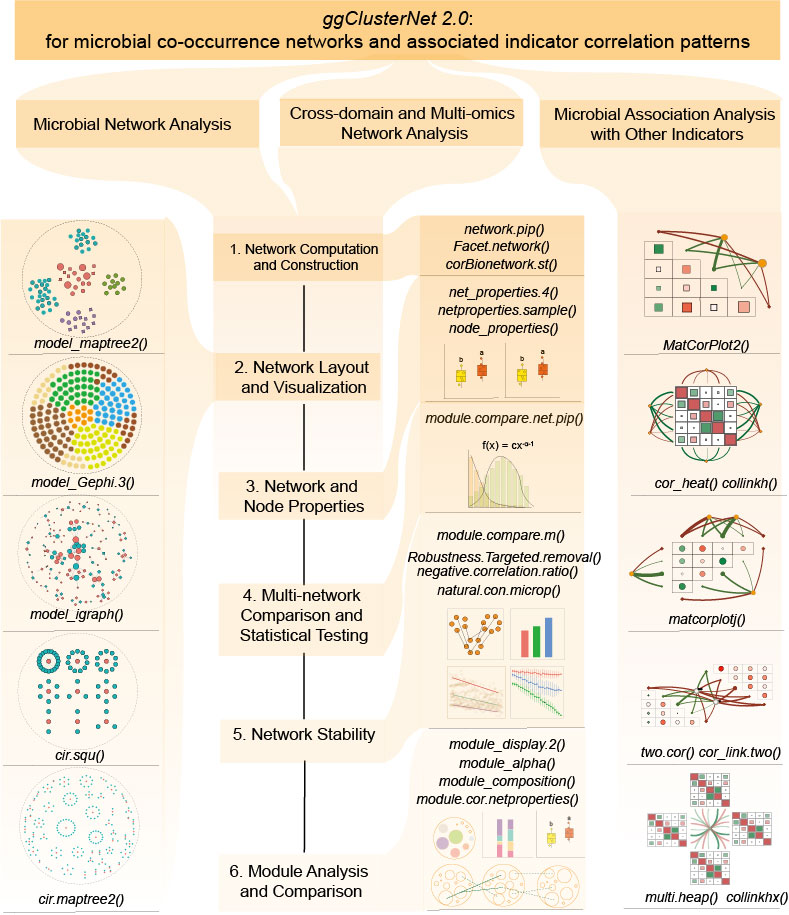 ggClusterNet 2.0:
for microbial co-occurrence networks and associated indicator correlation patterns
Microbial Network Analysis
Cross-domain and Multi-omics
Network Analysis
Microbial Association Analysis
with Other Indicators
model_maptree2()
model_Gephi.3()
model_igraph()
cir.squ()
cir.maptree2()
1. Network Computation
and Construction
2. Network Layout
and Visualization
3. Network and
Node Properties
4. Multi-network
Comparison and
Statistical Testing
5. Network Stability
6. Module Analysis
and Comparison
network.pip()
Facet.network()
corBionetwork.st()
net_properties.4()
netproperties.sample()
node_properties()
b a b a
module.compare.net.pip()
f(x) = cx-α-1
module.compare.m()
Robustness.Targeted.removal()
negative.correlation.ratio()
natural.con.microp()
module_display.2()
module_alpha()
module_composition()
module.cor.netproperties()
b a
MatCorPlot2()
cor_heat() collinkh()
matcorplotj()
two.cor() cor_link.two()
multi.heap() collinkhx()